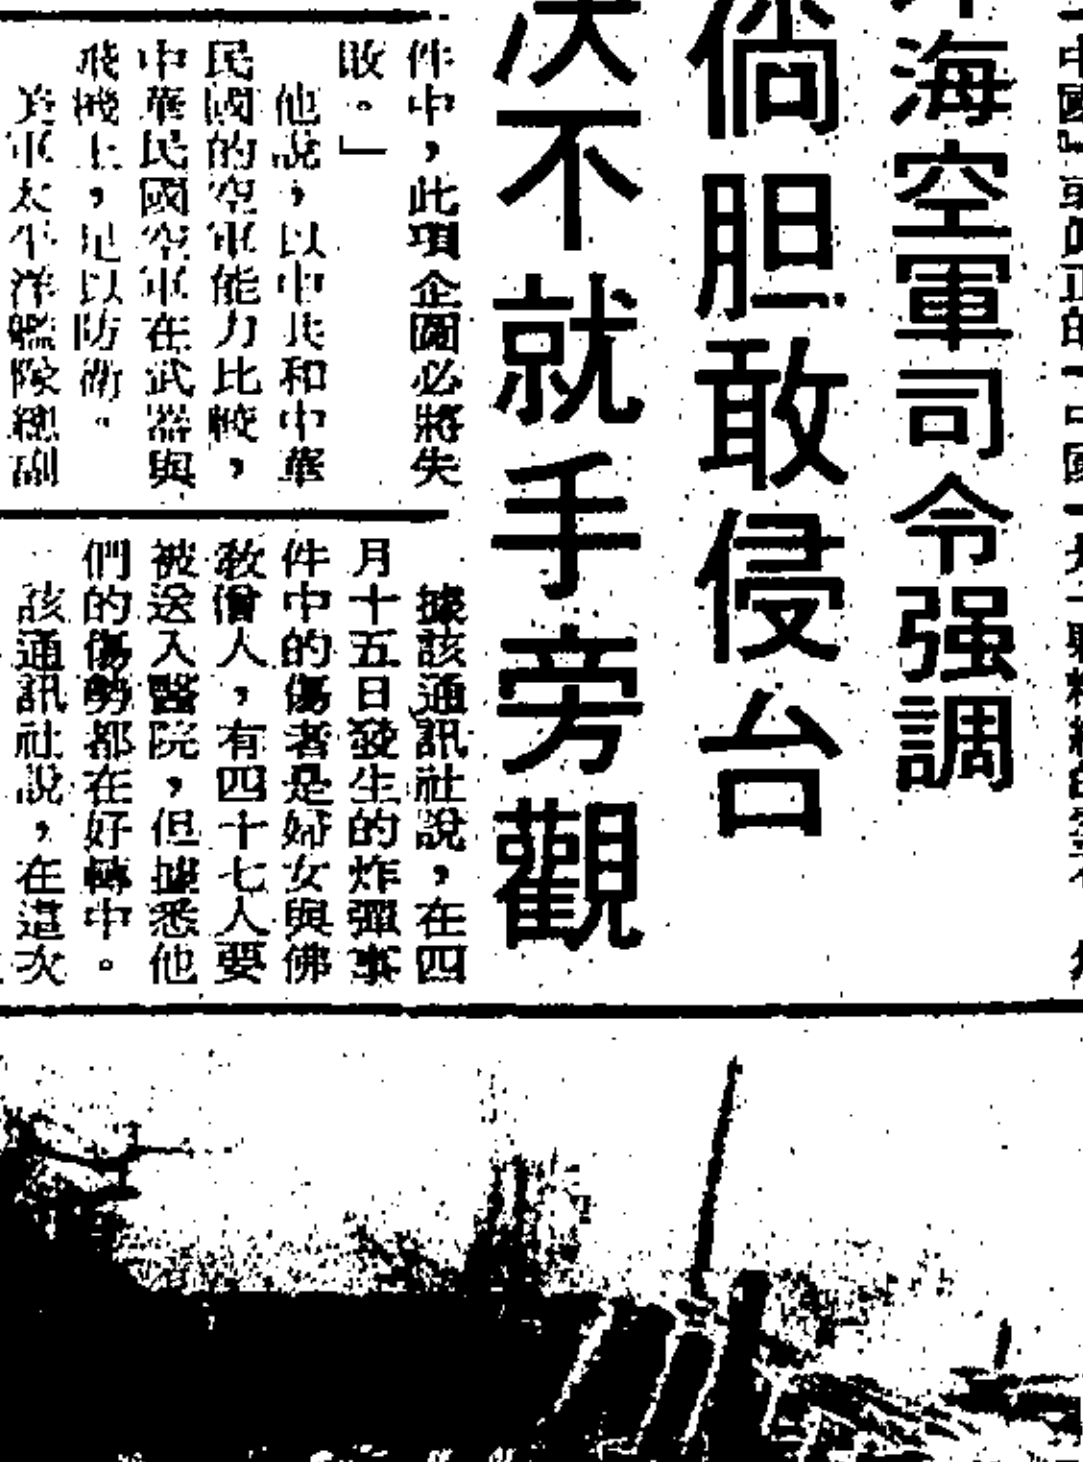 海空軍司令强調
倘胆敢侵台
决不就手旁觀
件中，此項企圖必將失
敗。」
他說，以中共和中華
民國的空軍能力比較，
中華民國空軍在武器與
飛機上，足以防衛。
美軍太平洋艦隊總副
據該通訊社說，在四
月十五日發生的炸彈事
件中的傷者是婦女與佛
敎僧人，有四十七人要
被送入醫院，但據悉他
們的傷勢都在好轉中。
該通訊社說，在這次